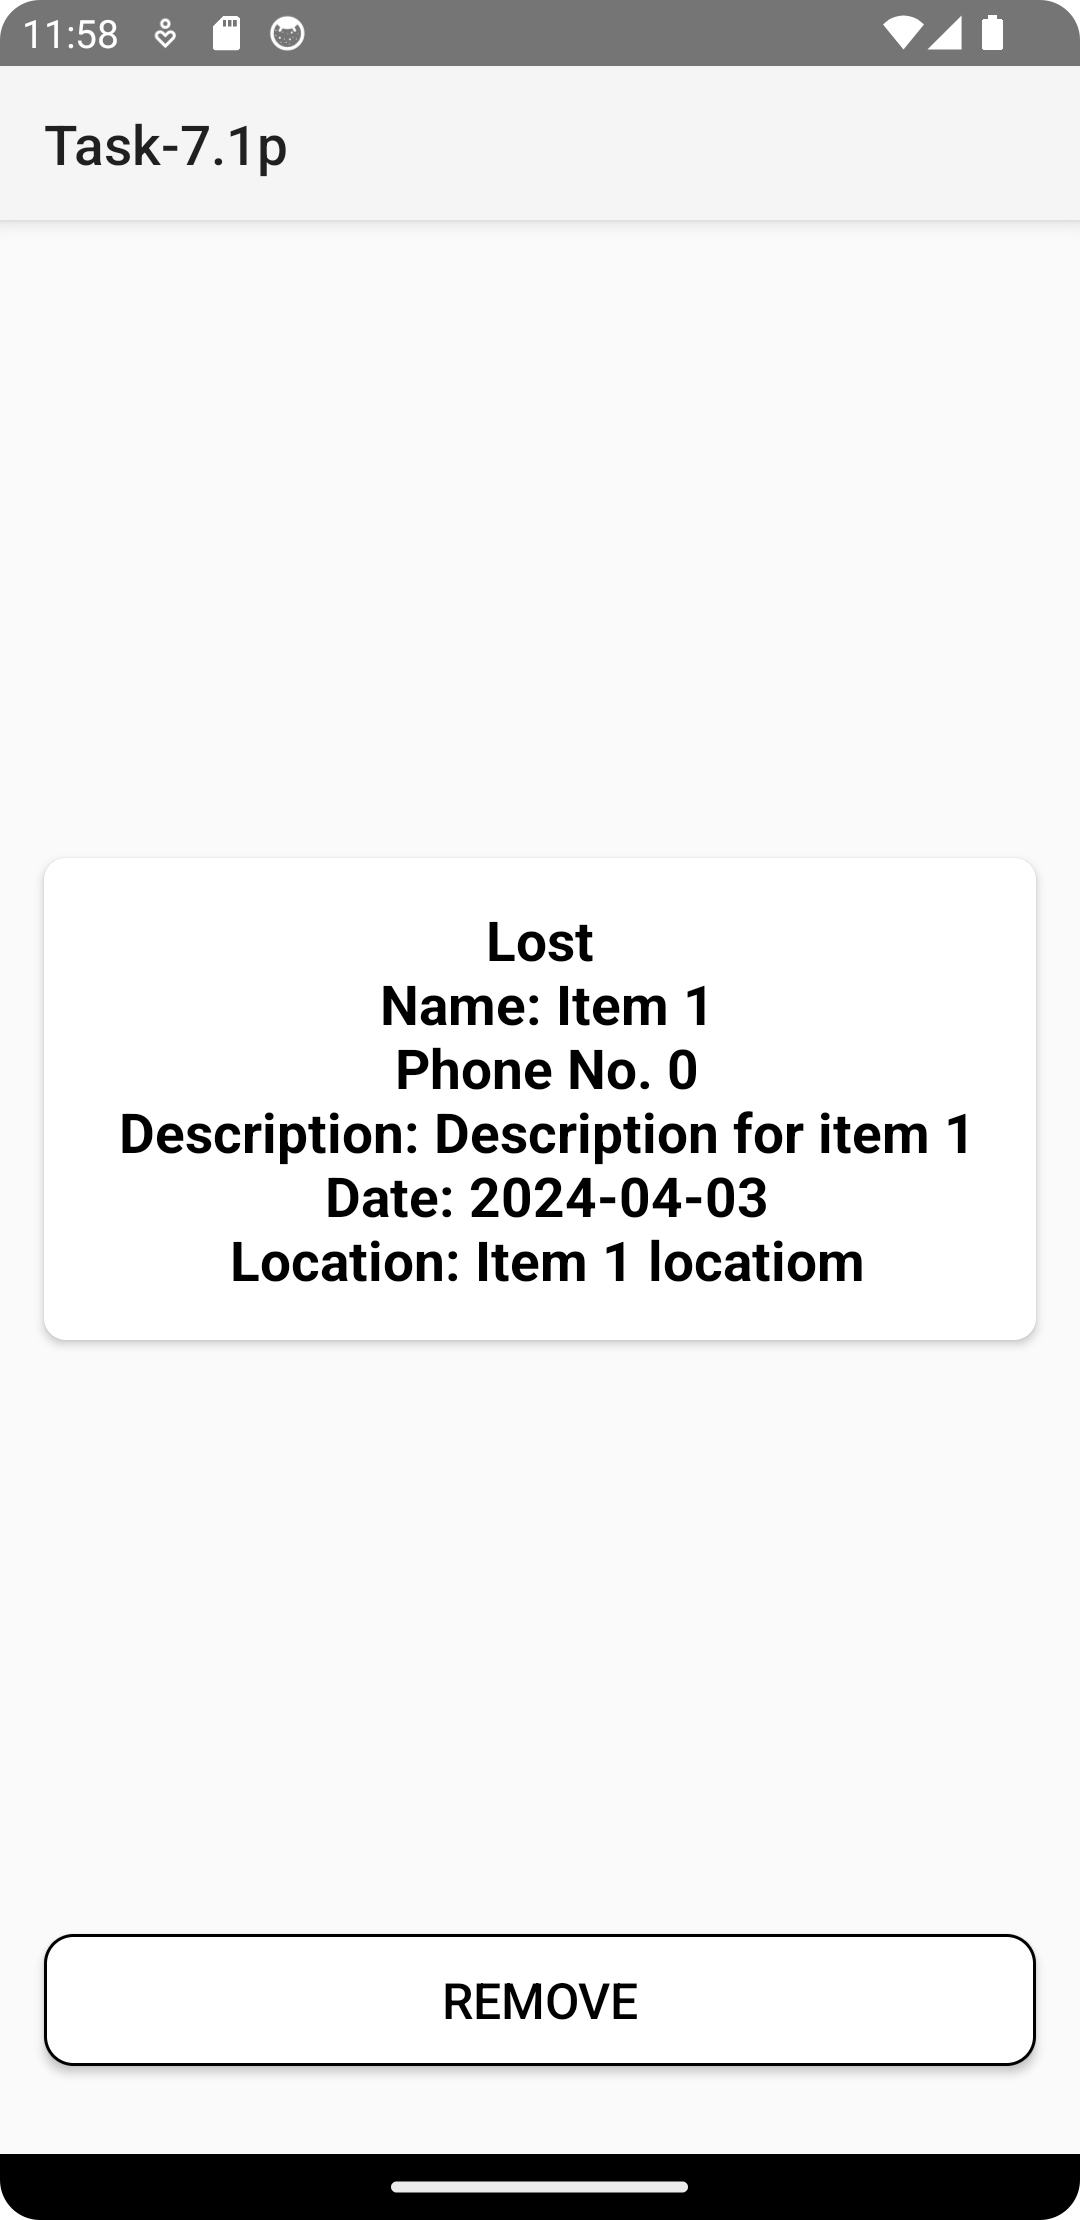 11:58
Task-7.1p
Lost
Name: Item 1
Phone No. 0
Description: Description for item 1
Date: 2024-04-03
Location: Item 1 locatiom
REMOVE